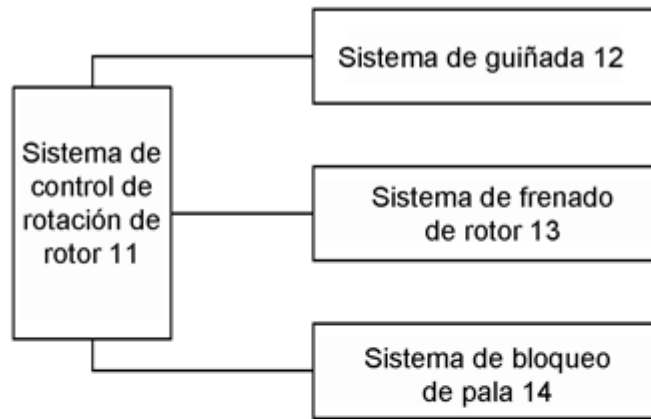 Sistema de guiñada 12
Sistema de
control de
rotación de
rotor 11
Sistema de frenado
de rotor 13
Sistema de bloqueo
de pala 14